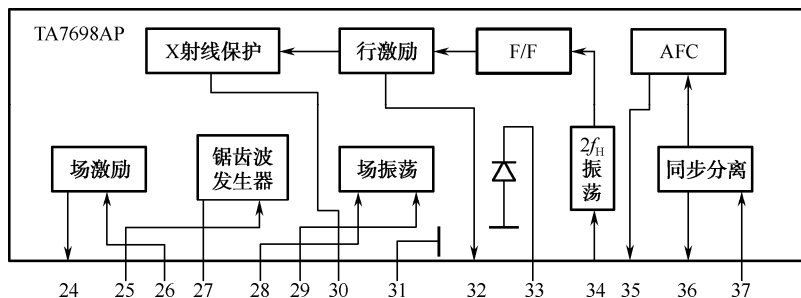 TA7698AP
X射线保护
行激励
F/F
AFC
场激励
锯齿波
发生器
场振荡
2fH
振荡
同步分离
24 25 26 27 28 29 30 31 32 33 34 35 36 37